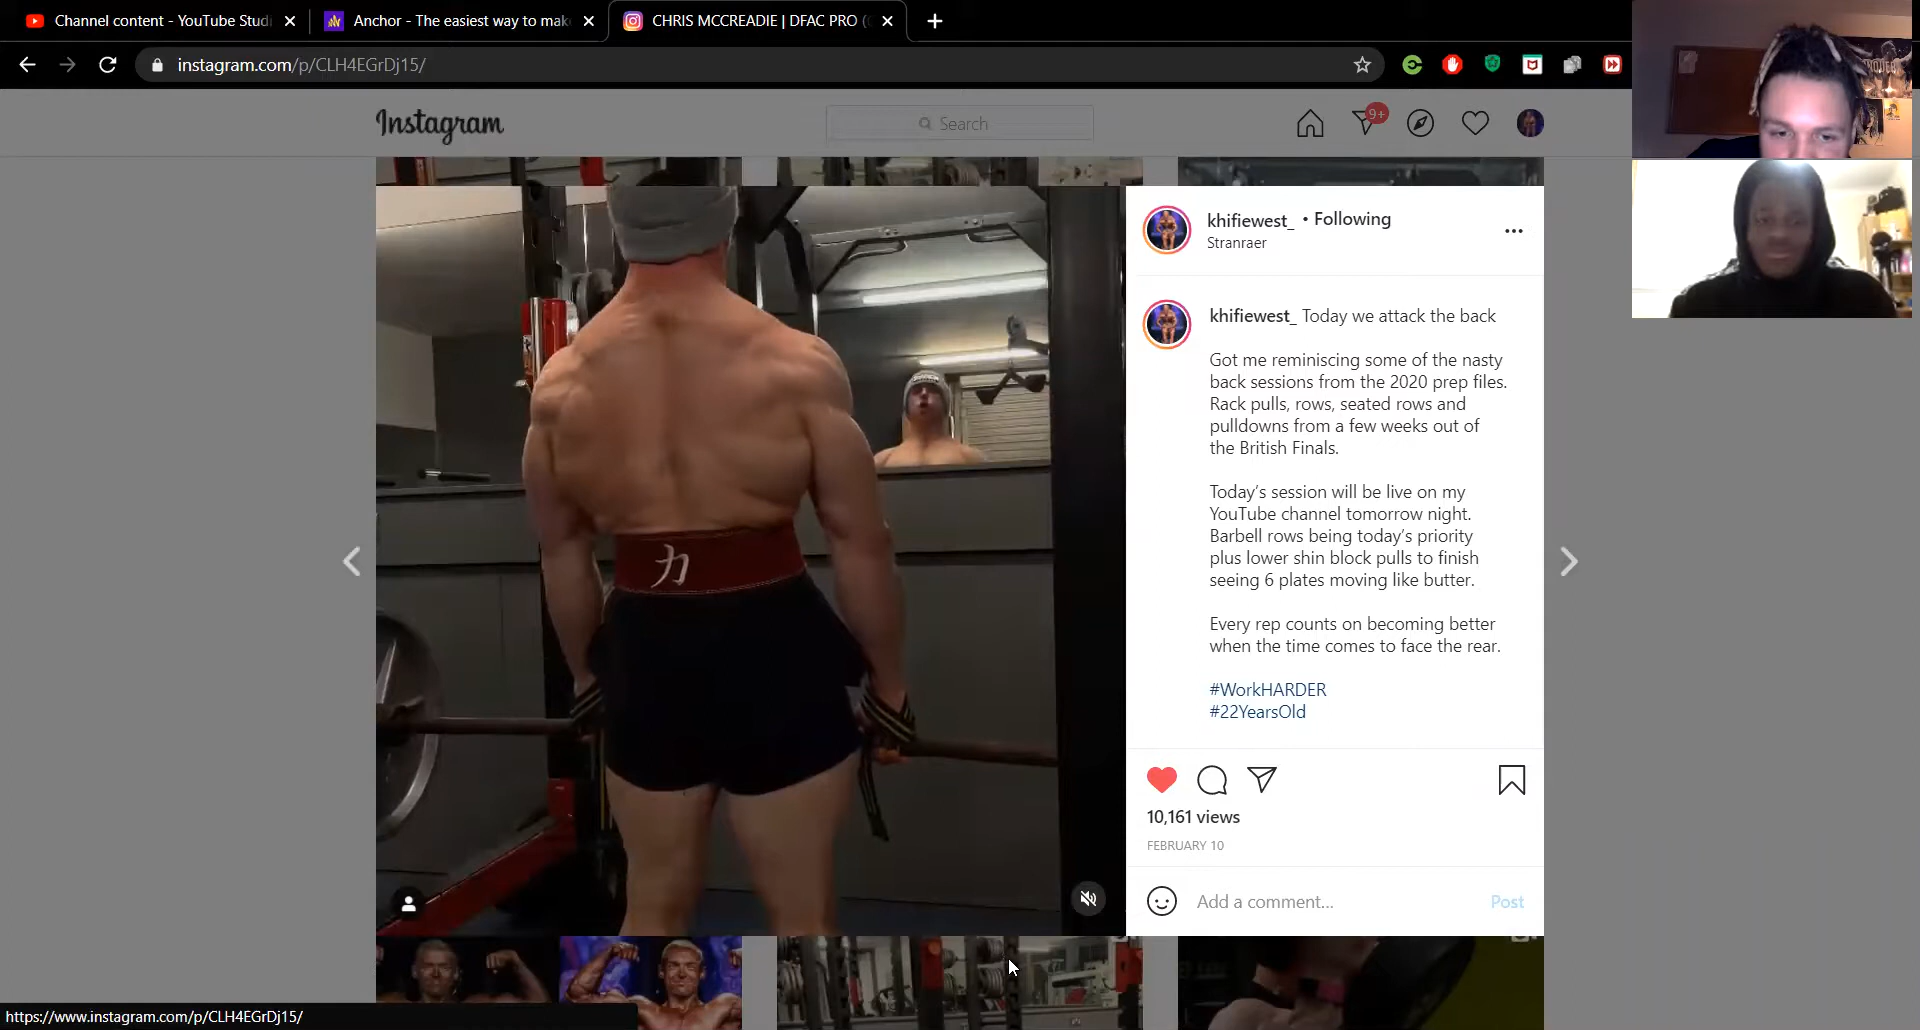 Channel content - YouTube Studi
Anchor - The easiest way to mak
CHRIS MCCREADIE | DFAC PRO (
instagram.com/p/CLH4EGrDj15/
Instagram
Search
9+
khifiewest_ • Following
Stranraer
khifiewest_ Today we attack the back
Got me reminiscing some of the nasty
back sessions from the 2020 prep files.
Rack pulls, rows, seated rows and
pulldowns from a few weeks out of
the British Finals.
Today's session will be live on my
YouTube channel tomorrow night.
Barbell rows being today's priority
plus lower shin block pulls to finish
seeing 6 plates moving like butter.
Every rep counts on becoming better
when the time comes to face the rear.
#WorkHARDER
#22YearsOld
力
10,161 views
FEBRUARY 10
Add a comment...
Post
https://www.instagram.com/p/CLH4EGrDj15/